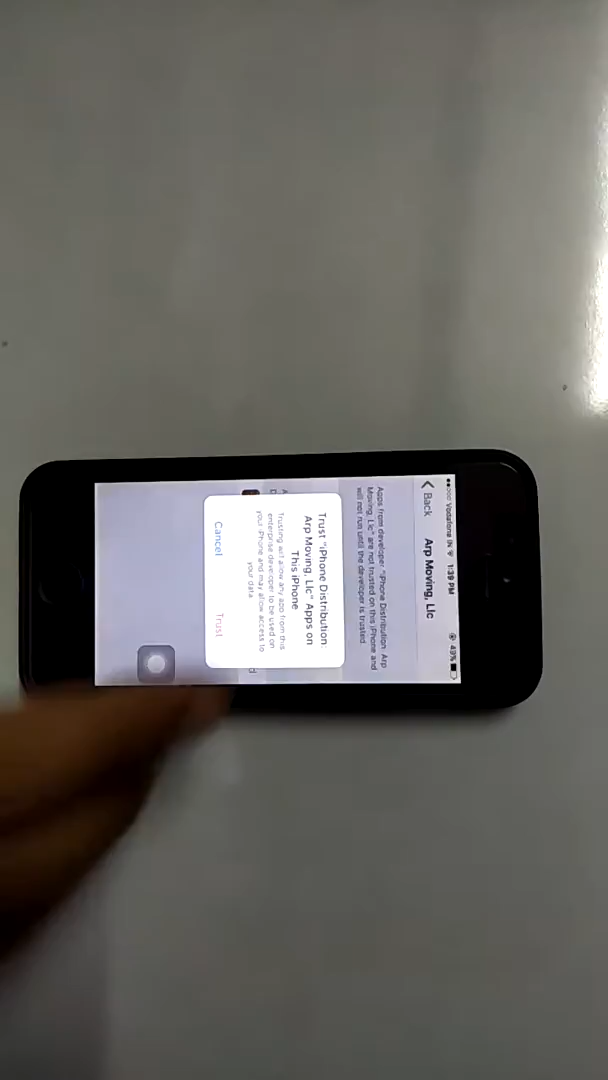 Vodafone IN 1:39 PM 43%
Back Arp Moving, Llc
Apps from developer "iPhone Distribution: Arp
Moving, Llc" are not trusted on this iPhone and
will not run until the developer is trusted.
Trust "iPhone Distribution:
Arp Moving, Llc" Apps on
This iPhone
Trusting will allow any app from this
enterprise developer to be used on
your iPhone and may allow access to
your data.
Cancel Trust